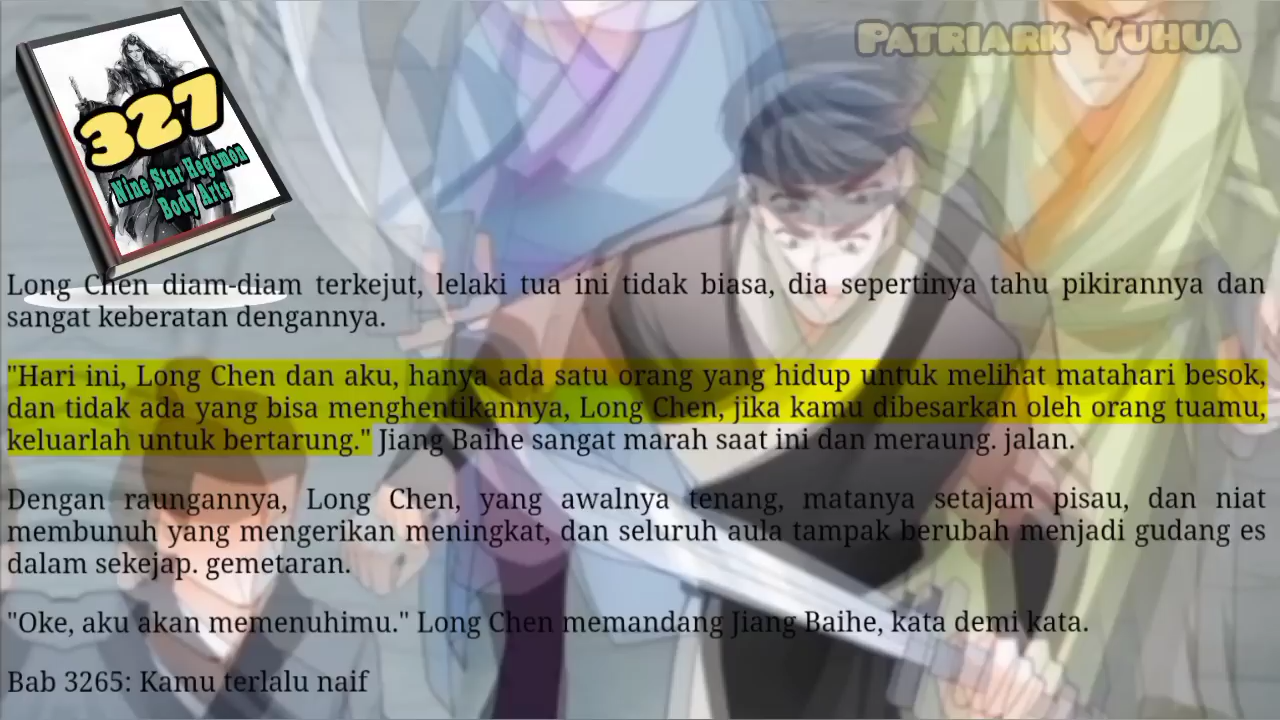 Patriark Yuhua
327
Nine Star Hegemon
Body Arts
Long Chen diam-diam terkejut, lelaki tua ini tidak biasa, dia sepertinya tahu pikirannya dan
sangat keberatan dengannya.
"Hari ini, Long Chen dan aku, hanya ada satu orang yang hidup untuk melihat matahari besok,
dan tidak ada yang bisa menghentikannya, Long Chen, jika kamu dibesarkan oleh orang tuamu,
keluarlah untuk bertarung." Jiang Baihe sangat marah saat ini dan meraung. jalan.
Dengan raungannya, Long Chen, yang awalnya tenang, matanya setajam pisau, dan niat
membunuh yang mengerikan meningkat, dan seluruh aula tampak berubah menjadi gudang es
dalam sekejap. gemetaran.
"Oke, aku akan memenuhimu." Long Chen memandang Jiang Baihe, kata demi kata.
Bab 3265: Kamu terlalu naif